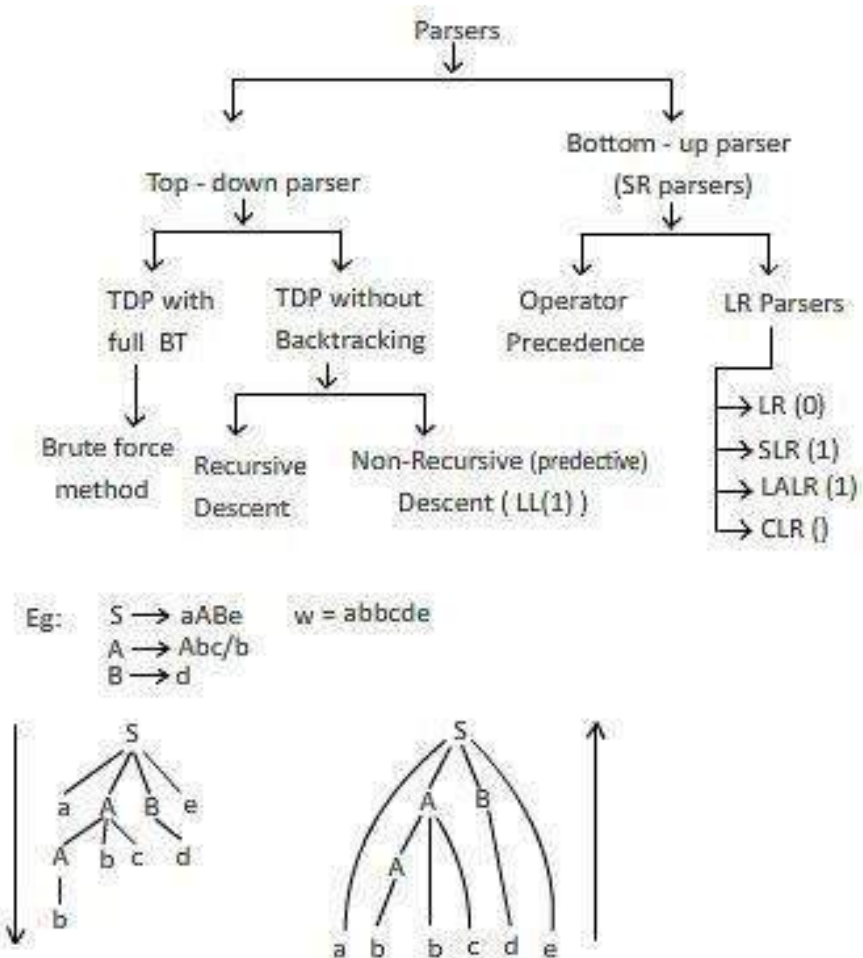 Parsers
Top - down parser
Bottom - up parser
(SR parsers)
TDP with
full BT
TDP without
Backtracking
Operator
Precedence
LR Parsers
Brute force
method
Recursive
Descent
Non-Recursive (predective)
Descent ( LL(1) )
LR (0)
SLR (1)
LALR (1)
CLR ()
Eg: S → aABe w = abbcde
A → Abc/b
B → d
S
a A B e
A b c d
b
S
A B
A
a b b c d e